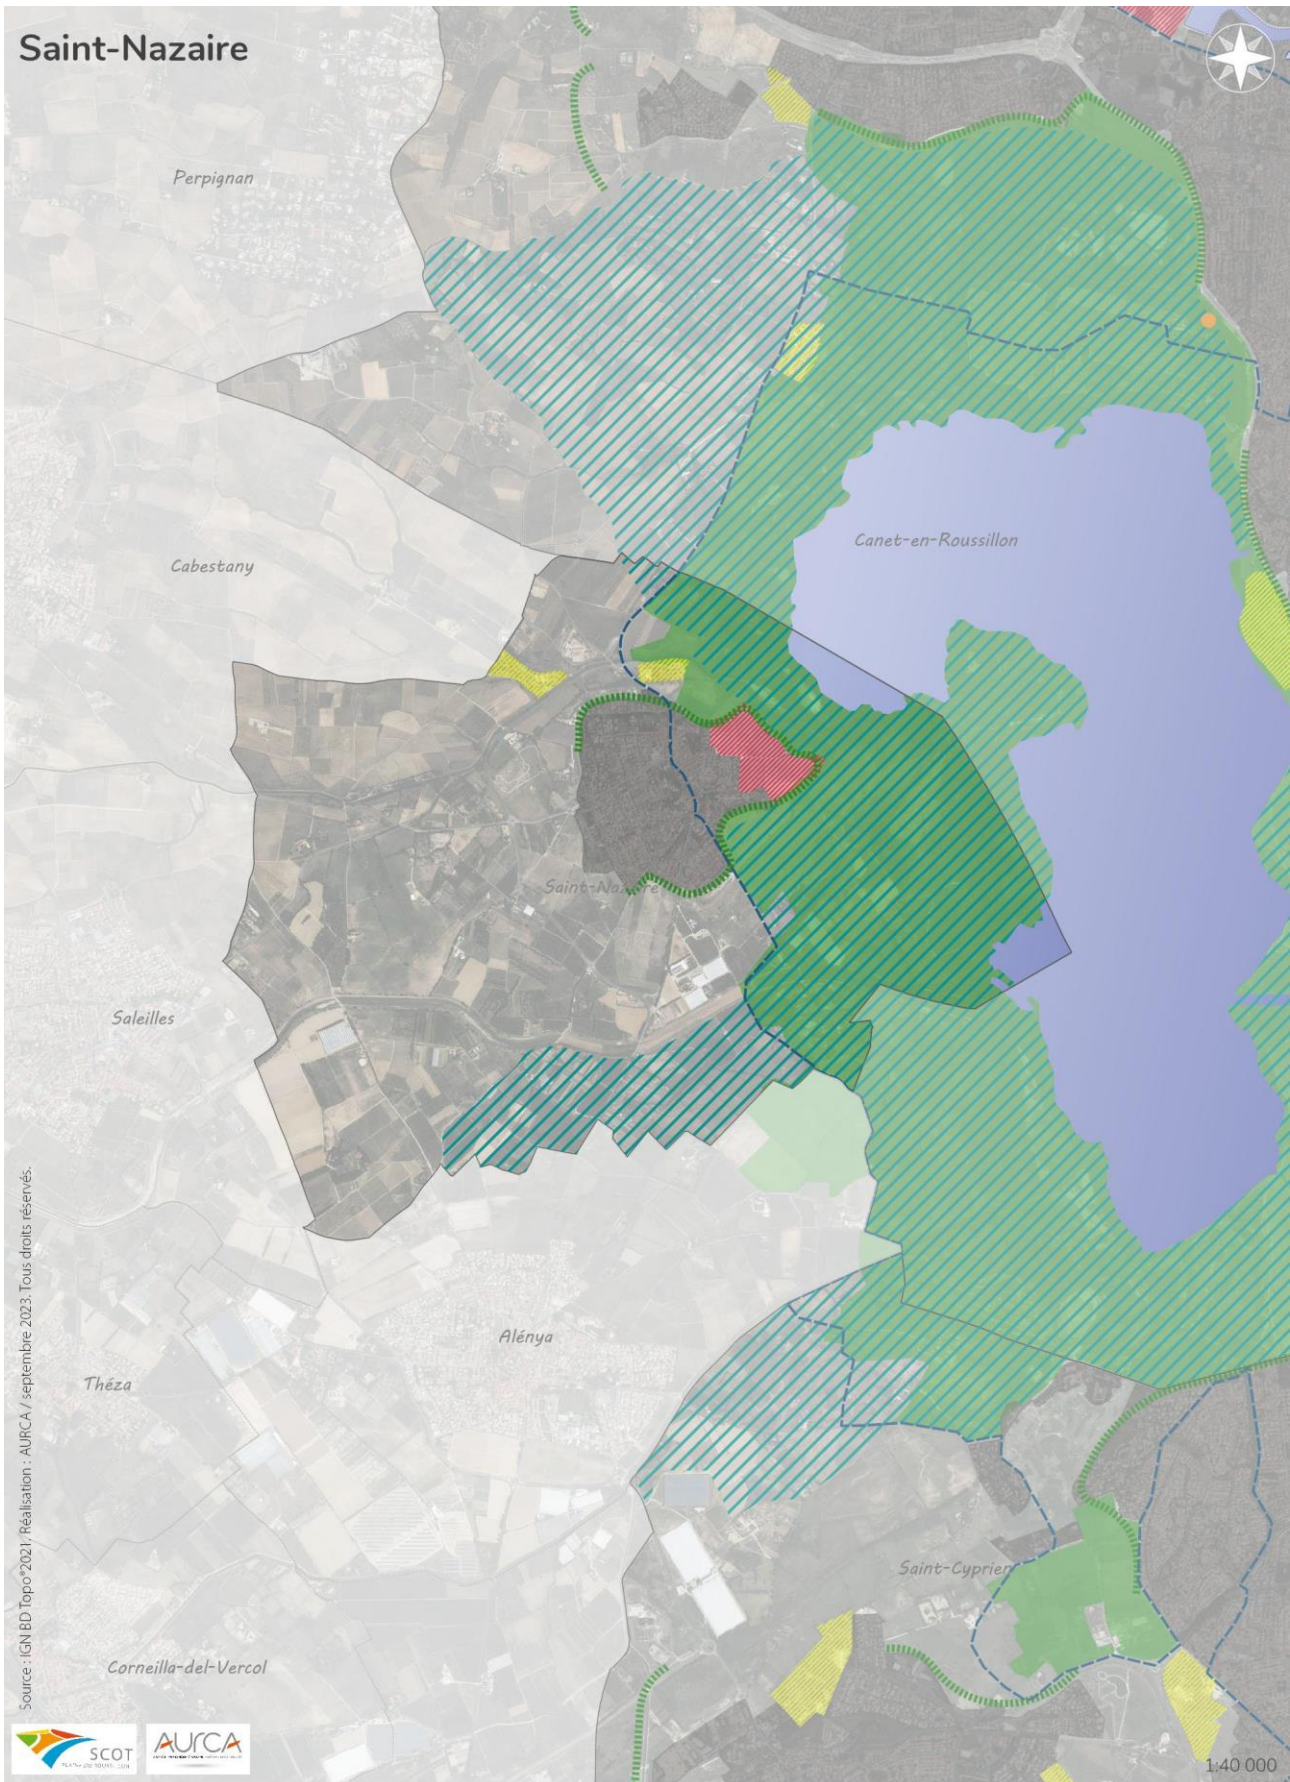 Saint-Nazaire
Perpignan
Canet-en-Roussillon
Cabestany
Saint-Nazaire
Saleilles
Alénya
Théza
Saint-Cyprien
Corneilla-del-Vercol
Source : IGN BD Topo®2021, Réalisation : AURCA / septembre 2023. Tous droits réservés.
SCOT
AURCA
1:40 000